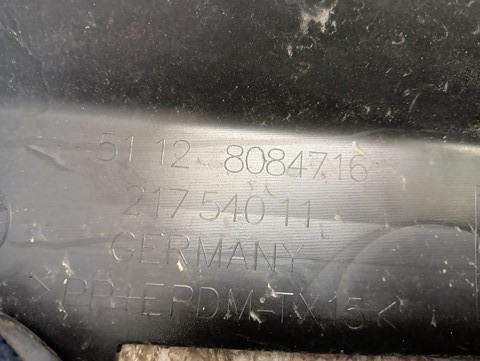 51 12 8084716
217 540 11
GERMANY
>PP+EPDM-TX15<